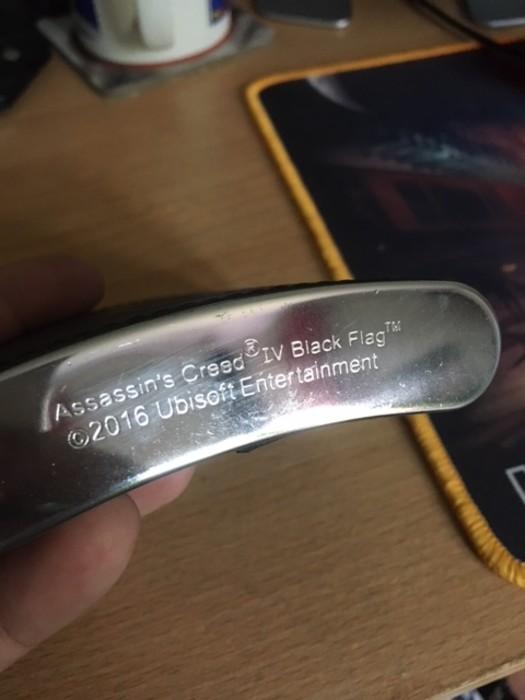 Assassin's Creed® IV Black Flag™
©2016 Ubisoft Entertainment